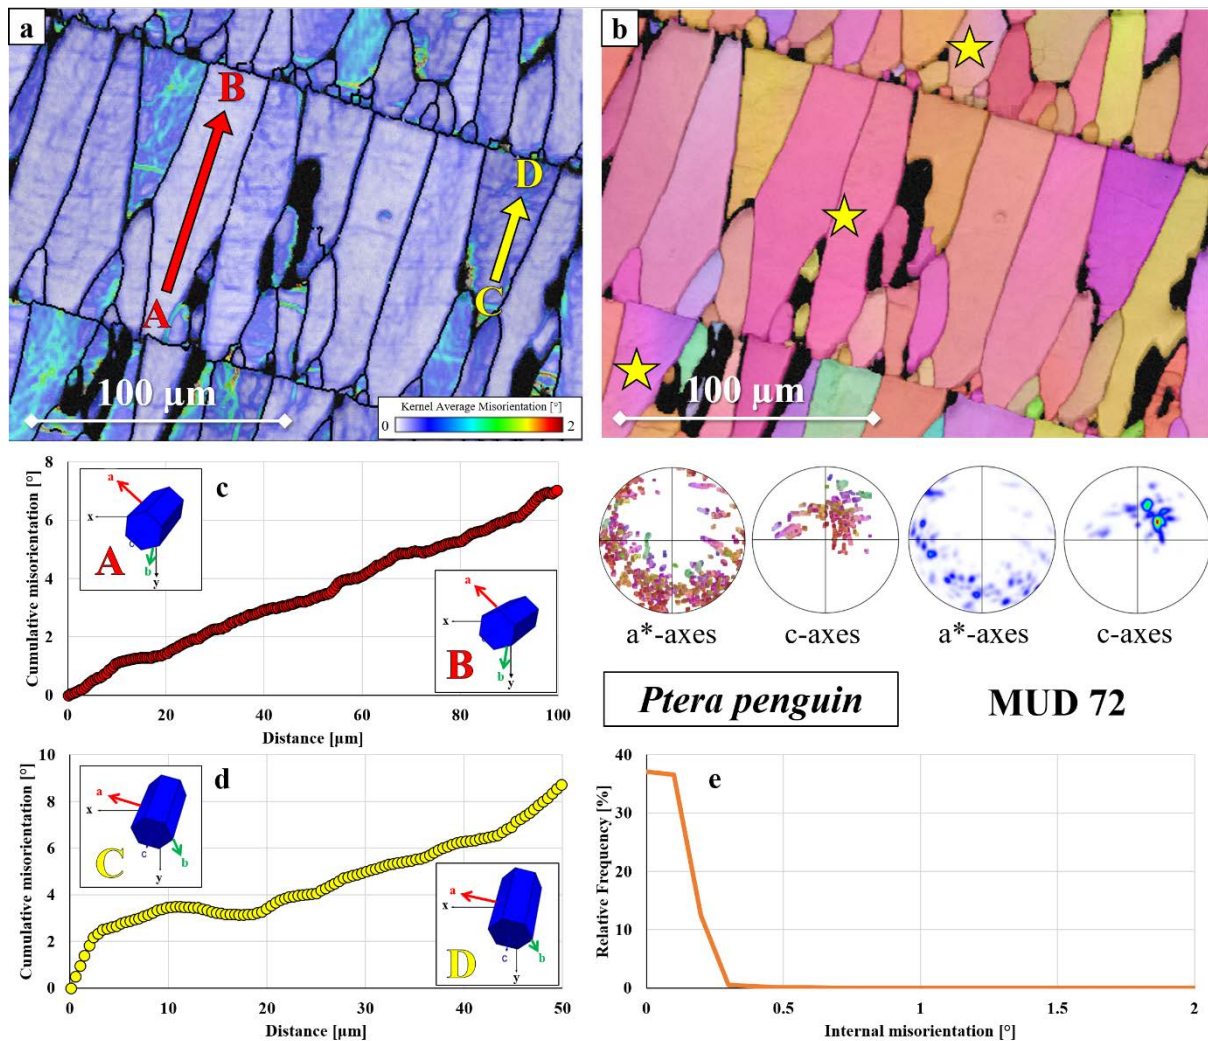 a
b
B
D
A
C
100 µm
100 µm
Kernel Average Misorientation [°]
0
2
c
Cumulative misorientation [°]
8
6
4
2
0
0 20 40 60 80 100
Distance [µm]
a
x
c
b
y
A
a
x
b
y
B
a*-axes c-axes a*-axes c-axes
Ptera penguin MUD 72
d
Cumulative misorientation [°]
10
8
6
4
2
0
0 10 20 30 40 50
Distance [µm]
a
x
c
b
y
C
a
x
c
b
y
D
e
Relative Frequency [%]
40
30
20
10
0
0 0.5 1 1.5 2
Internal misorientation [°]